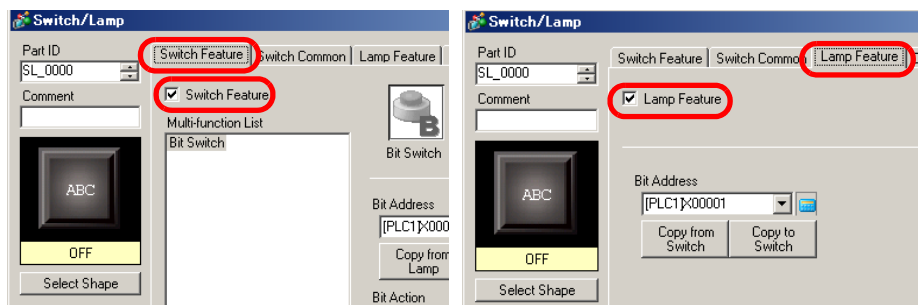 Switch/Lamp
Part ID
SL_0000
Comment
ABC
OFF
Select Shape
Switch Feature
Switch Common
Lamp Feature
Switch Feature
Multi-function List
Bit Switch
B
Bit Switch
Bit Address
[PLC1]X000
Copy from
Lamp
Bit Action
Switch/Lamp
Part ID
SL_0000
Comment
ABC
OFF
Select Shape
Switch Feature
Switch Common
Lamp Feature
Lamp Feature
Bit Address
[PLC1]X00001
Copy from
Switch
Copy to
Switch